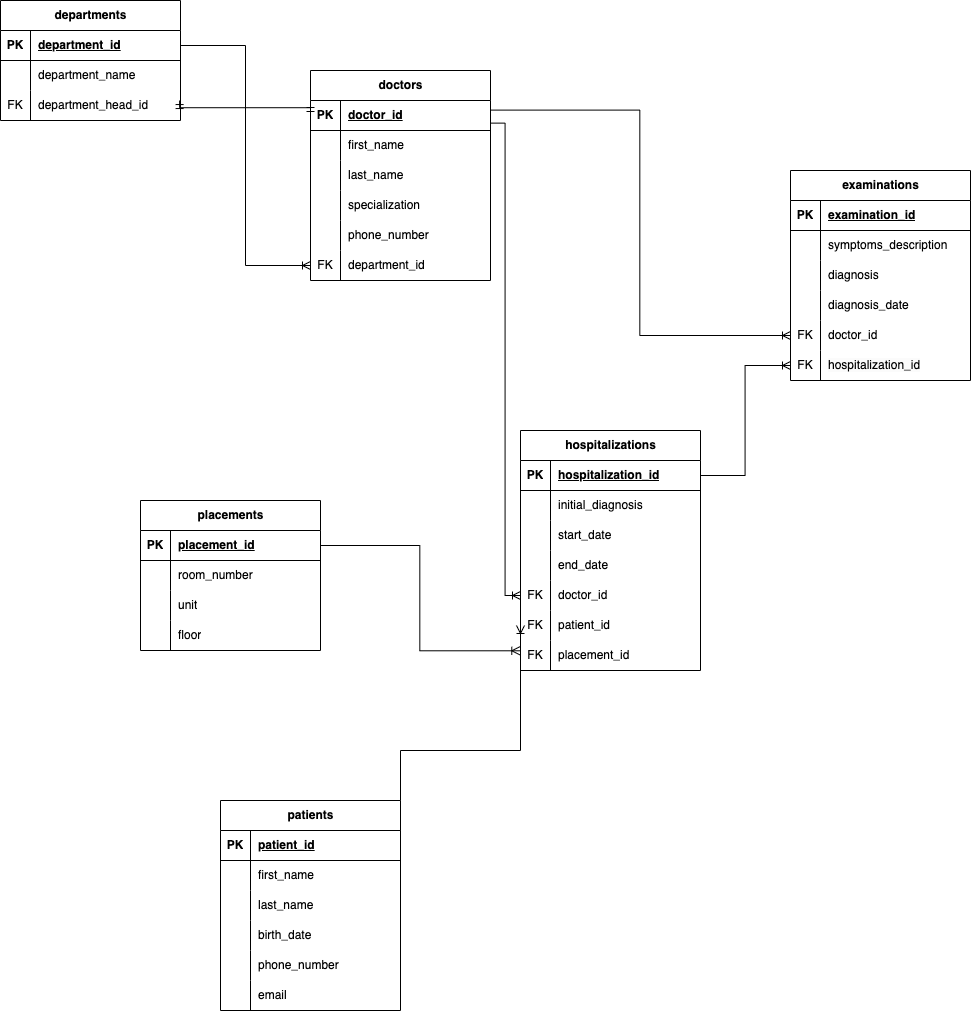 departments
PK department_id
department_name
FK department_head_id
doctors
PK doctor_id
first_name
last_name
specialization
phone_number
FK department_id
examinations
PK examination_id
symptoms_description
diagnosis
diagnosis_date
FK doctor_id
FK hospitalization_id
hospitalizations
PK hospitalization_id
initial_diagnosis
start_date
end_date
FK doctor_id
FK patient_id
FK placement_id
placements
PK placement_id
room_number
unit
floor
patients
PK patient_id
first_name
last_name
birth_date
phone_number
email